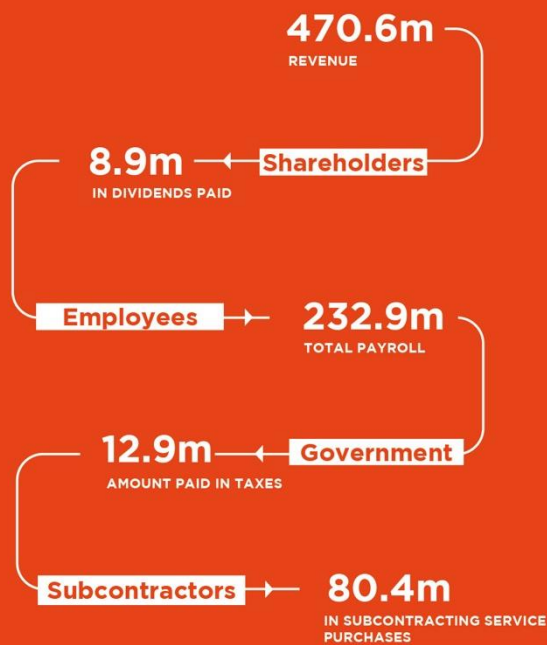 470.6m
REVENUE
Shareholders
8.9m
IN DIVIDENDS PAID
Employees
232.9m
TOTAL PAYROLL
Government
12.9m
AMOUNT PAID IN TAXES
Subcontractors
80.4m
IN SUBCONTRACTING SERVICE
PURCHASES